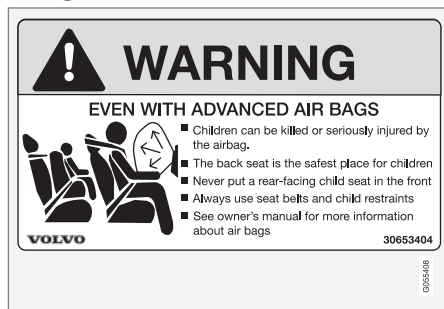 WARNING
EVEN WITH ADVANCED AIR BAGS
■ Children can be killed or seriously injured by
the airbag.
■ The back seat is the safest place for children
■ Never put a rear-facing child seat in the front
■ Always use seat belts and child restraints
■ See owner's manual for more information
about air bags
VOLVO
30653404
G055408